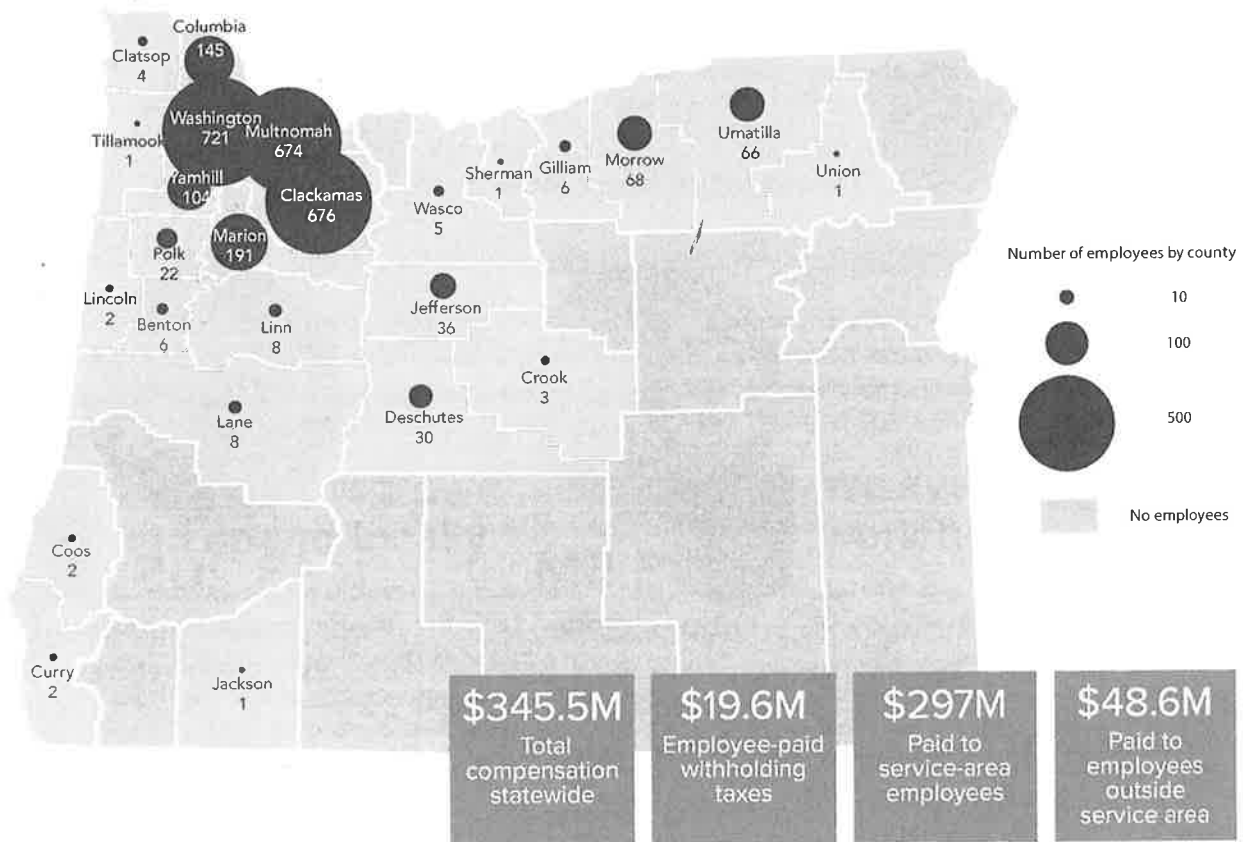 Columbia
145
Clatsop
4
Washington
721
Multnomah
674
Tillamook
1
Yamhill
104
Clackamas
676
Marion
191
Polk
22
Lincoln
2
Benton
6
Linn
8
Lane
8
Wasco
5
Sherman
1
Gilliam
6
Morrow
68
Umatilla
66
Union
1
Jefferson
36
Crook
3
Deschutes
30
Coos
2
Curry
2
Jackson
1
Number of employees by county
10
100
500
No employees
$345.5M
Total
compensation
statewide
$19.6M
Employee-paid
withholding
taxes
$297M
Paid to
service-area
employees
$48.6M
Paid to
employees
outside
service area